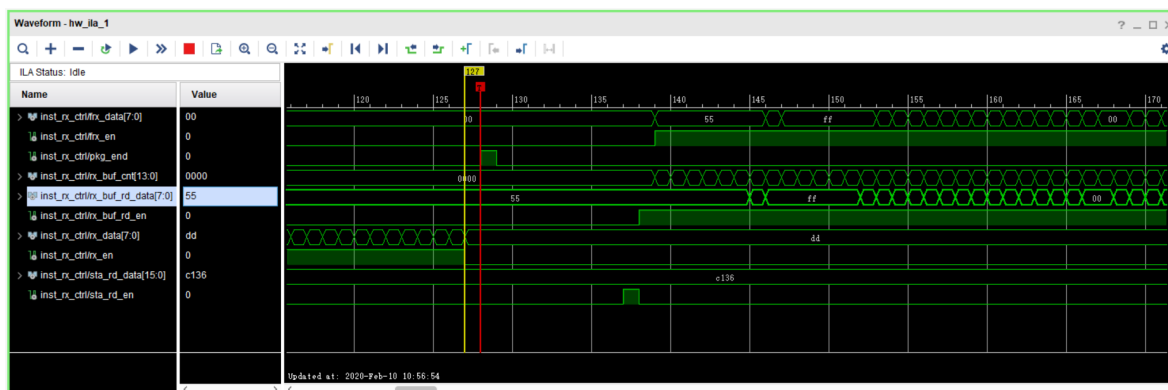 Waveform - hw_ila_1
ILA Status: Idle
Name Value
127
120 125 130 135 140 145 150 155 160 165 170
inst_rx_ctrl/frx_data[7:0] 00 00 55 ff 00
inst_rx_ctrl/frx_en 0
inst_rx_ctrl/pkg_end 0
inst_rx_ctrl/rx_buf_cnt[13:0] 0000 0000
inst_rx_ctrl/rx_buf_rd_data[7:0] 55 55 ff 00
inst_rx_ctrl/rx_buf_rd_en 0
inst_rx_ctrl/rx_data[7:0] dd dd
inst_rx_ctrl/rx_en 0
inst_rx_ctrl/sta_rd_data[15:0] c136 c136
inst_rx_ctrl/sta_rd_en 0
Updated at: 2020-Feb-10 10:56:54